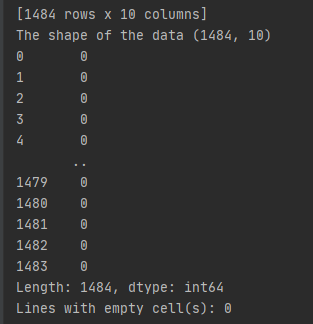 [1484 rows x 10 columns]
The shape of the data (1484, 10)
0       0
1       0
2       0
3       0
4       0
       ..
1479    0
1480    0
1481    0
1482    0
1483    0
Length: 1484, dtype: int64
Lines with empty cell(s): 0